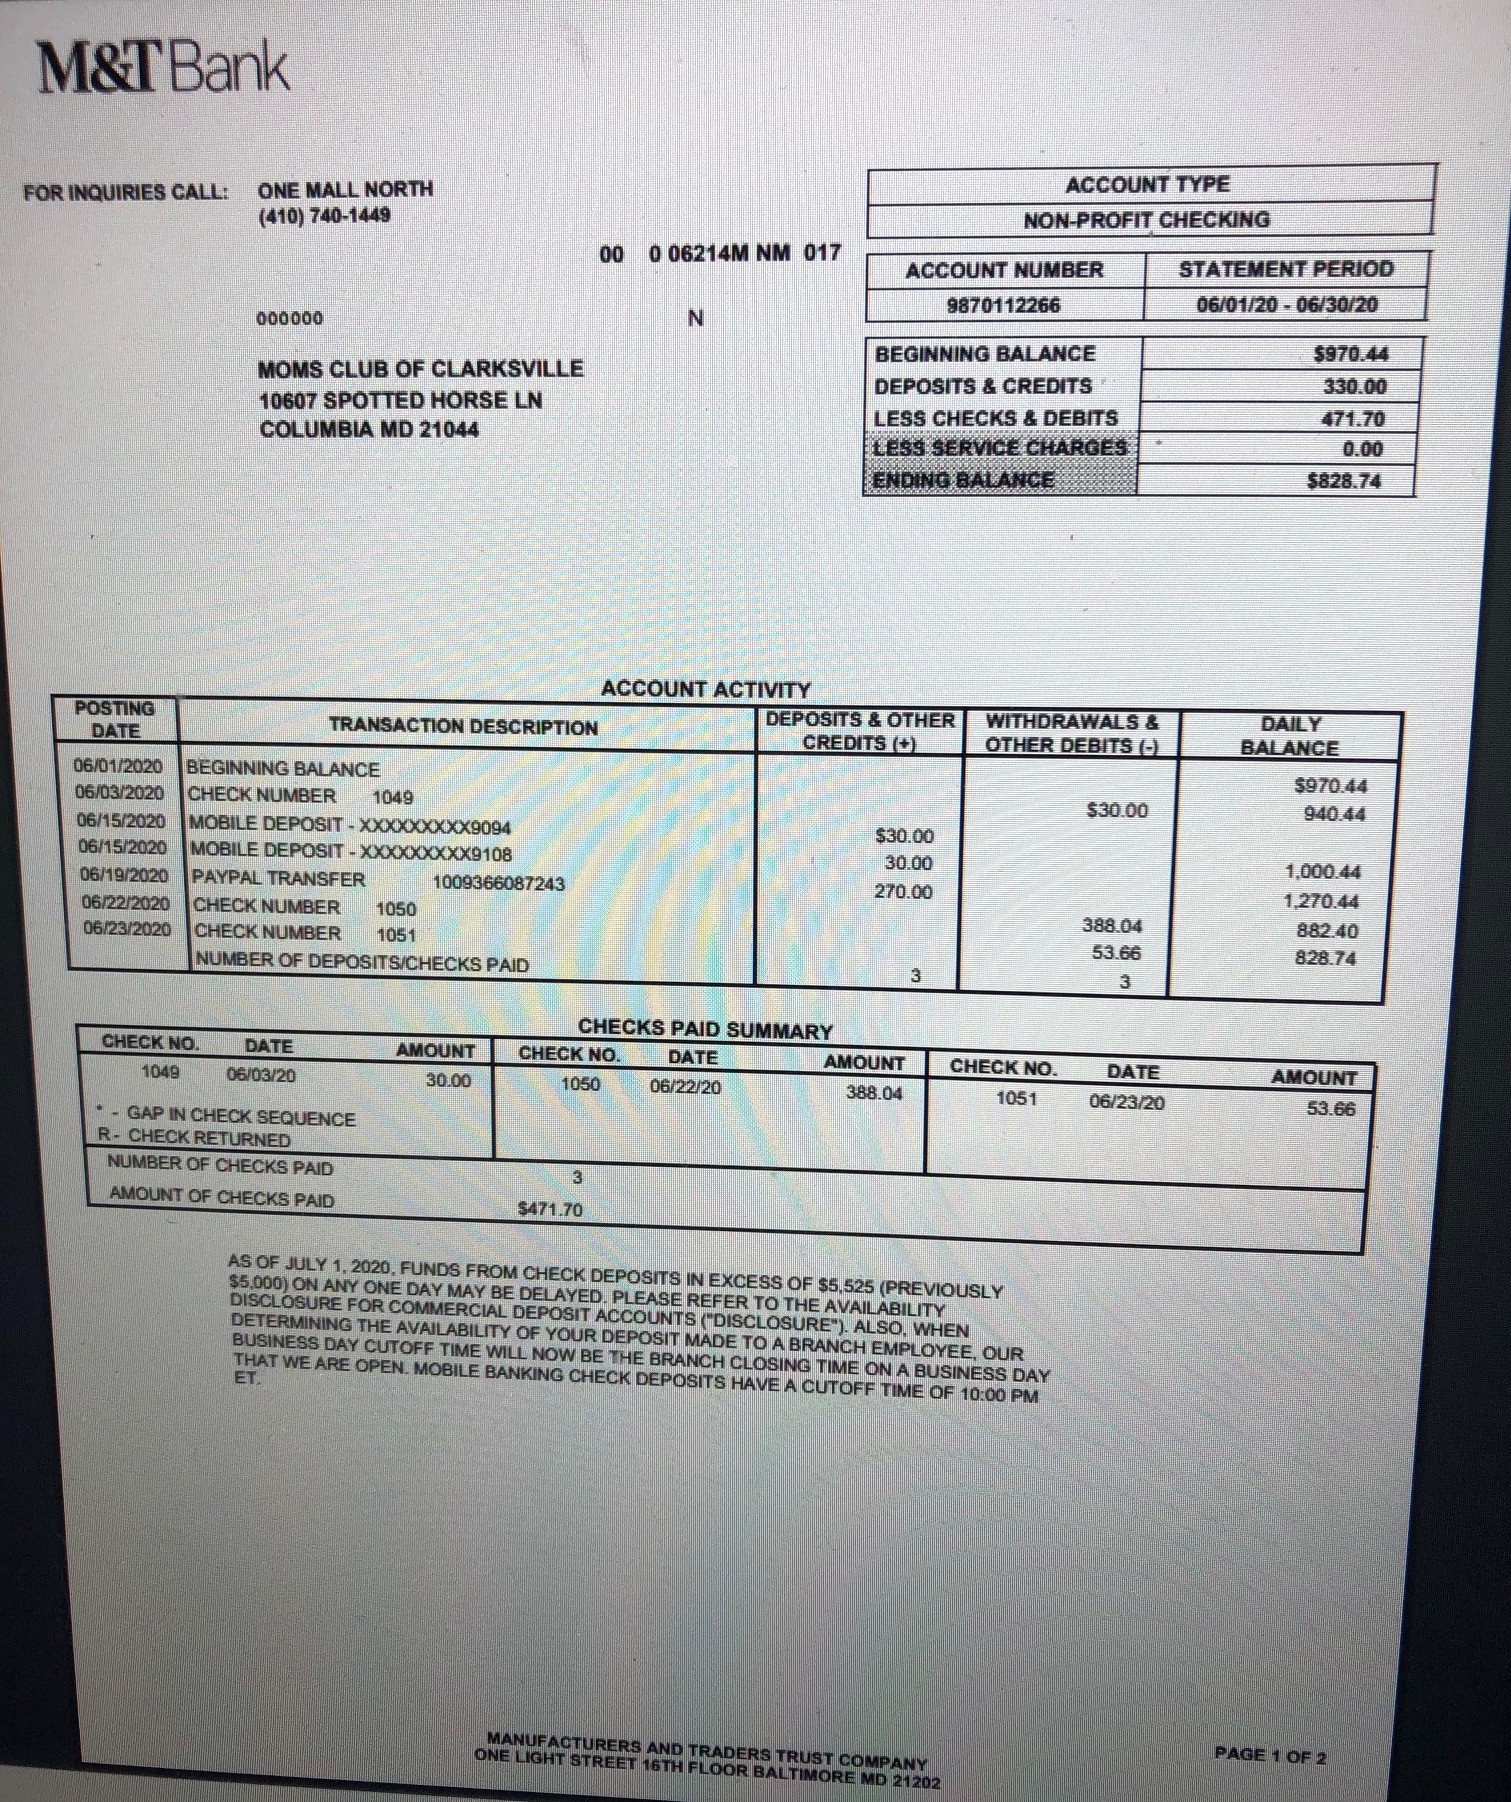 M&T Bank
FOR INQUIRIES CALL: ONE MALL NORTH
(410) 740-1449
00 0 06214M NM 017
000000 N
MOMS CLUB OF CLARKSVILLE
10607 SPOTTED HORSE LN
COLUMBIA MD 21044
ACCOUNT TYPE
NON-PROFIT CHECKING
ACCOUNT NUMBER STATEMENT PERIOD
9870112266 06/01/20 - 06/30/20
BEGINNING BALANCE $970.44
DEPOSITS & CREDITS 330.00
LESS CHECKS & DEBITS 471.70
LESS SERVICE CHARGES 0.00
ENDING BALANCE $828.74
ACCOUNT ACTIVITY
POSTING DATE TRANSACTION DESCRIPTION DEPOSITS & OTHER CREDITS (+) WITHDRAWALS & OTHER DEBITS (-) DAILY BALANCE
06/01/2020 BEGINNING BALANCE $970.44
06/03/2020 CHECK NUMBER 1049 $30.00 940.44
06/15/2020 MOBILE DEPOSIT - XXXXXXXXX9094 $30.00
06/15/2020 MOBILE DEPOSIT - XXXXXXXXX9108 30.00 1,000.44
06/19/2020 PAYPAL TRANSFER 1009366087243 270.00 1,270.44
06/22/2020 CHECK NUMBER 1050 388.04 882.40
06/23/2020 CHECK NUMBER 1051 53.66 828.74
NUMBER OF DEPOSITS/CHECKS PAID 3 3
CHECKS PAID SUMMARY
CHECK NO. DATE AMOUNT CHECK NO. DATE AMOUNT CHECK NO. DATE AMOUNT
1049 06/03/20 30.00 1050 06/22/20 388.04 1051 06/23/20 53.66
* - GAP IN CHECK SEQUENCE
R- CHECK RETURNED
NUMBER OF CHECKS PAID 3
AMOUNT OF CHECKS PAID $471.70
AS OF JULY 1, 2020, FUNDS FROM CHECK DEPOSITS IN EXCESS OF $5,525 (PREVIOUSLY
$5,000) ON ANY ONE DAY MAY BE DELAYED. PLEASE REFER TO THE AVAILABILITY
DISCLOSURE FOR COMMERCIAL DEPOSIT ACCOUNTS ("DISCLOSURE"). ALSO, WHEN
DETERMINING THE AVAILABILITY OF YOUR DEPOSIT MADE TO A BRANCH EMPLOYEE, OUR
BUSINESS DAY CUTOFF TIME WILL NOW BE THE BRANCH CLOSING TIME ON A BUSINESS DAY
THAT WE ARE OPEN. MOBILE BANKING CHECK DEPOSITS HAVE A CUTOFF TIME OF 10:00 PM
ET.
MANUFACTURERS AND TRADERS TRUST COMPANY
ONE LIGHT STREET 16TH FLOOR BALTIMORE MD 21202
PAGE 1 OF 2